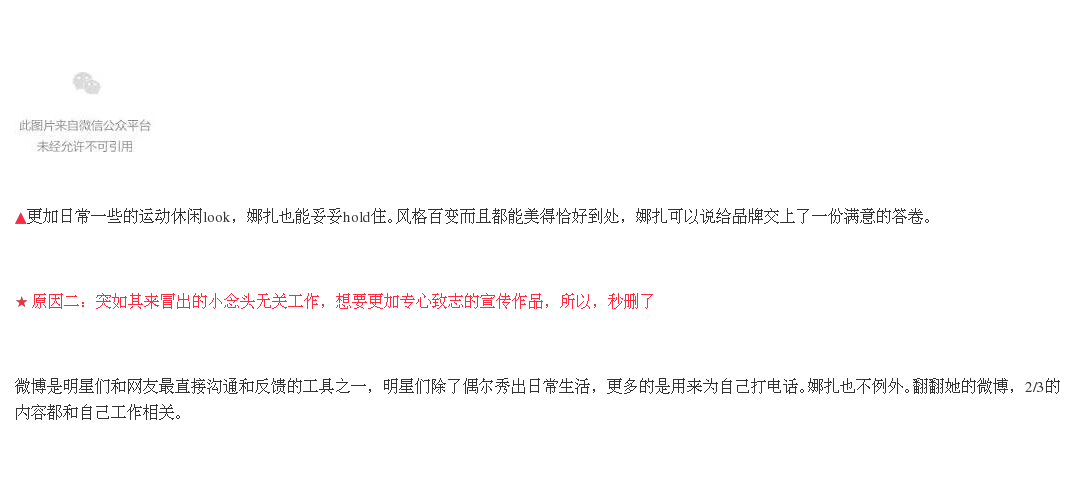 此图片来自微信公众平台
未经允许不可引用
▲更加日常一些的运动休闲look，娜扎也能妥妥hold住。风格百变而且都能美得恰好到处，娜扎可以说给品牌交上了一份满意的答卷。
★ 原因二：突如其来冒出的小念头无关工作，想要更加专心致志的宣传作品，所以，秒删了
微博是明星们和网友最直接沟通和反馈的工具之一，明星们除了偶尔秀出日常生活，更多的是用来为自己打电话。娜扎也不例外。翻翻她的微博，2/3的
内容都和自己工作相关。